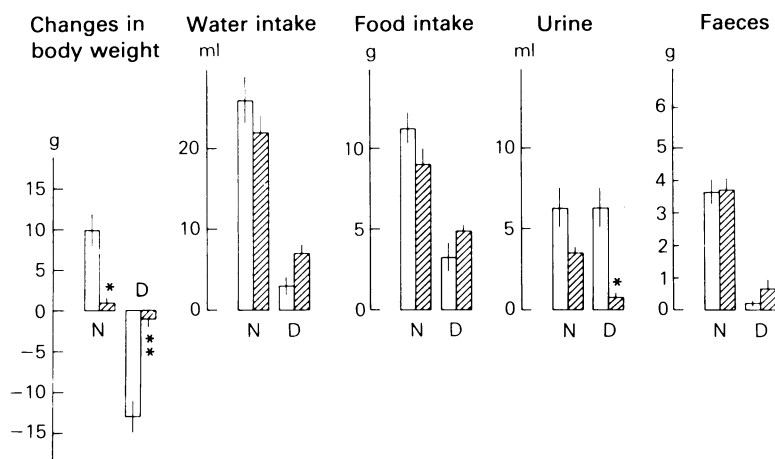 Changes in
body weight
g
15
10
5
0
−5
−10
−15
*
D
N
*
*
Water intake
ml
20
10
0
N D
Food intake
g
10
5
0
N D
Urine
ml
10
5
0
*
N D
Faeces
g
6
5
4
3
2
1
0
N D